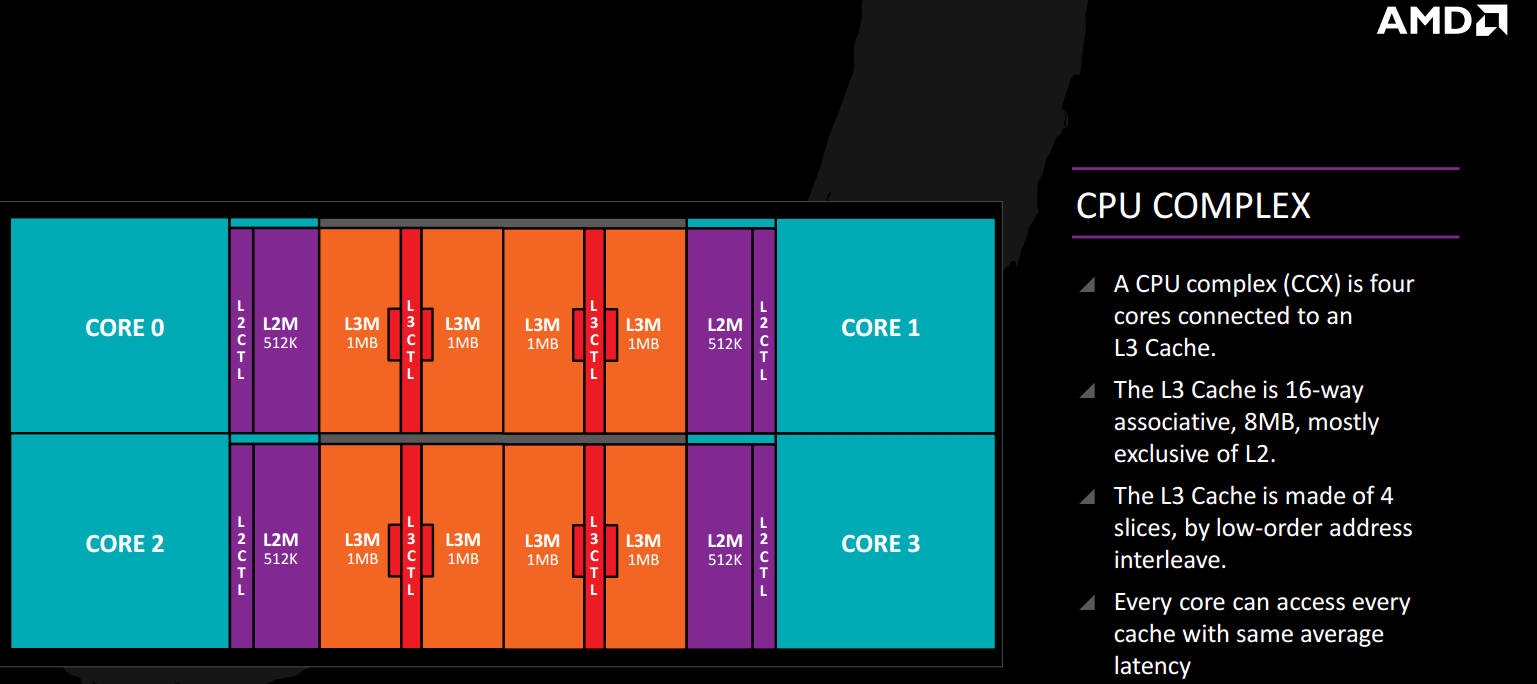 AMD
CPU COMPLEX
A CPU complex (CCX) is four
cores connected to an
L3 Cache.
The L3 Cache is 16-way
associative, 8MB, mostly
exclusive of L2.
The L3 Cache is made of 4
slices, by low-order address
interleave.
Every core can access every
cache with same average
latency
CORE 0
L2CTL
L2M
512K
L3M
1MB
L3CTL
L3M
1MB
L3M
1MB
L3CTL
L3M
1MB
L2M
512K
L2CTL
CORE 1
CORE 2
L2CTL
L2M
512K
L3M
1MB
L3CTL
L3M
1MB
L3M
1MB
L3CTL
L3M
1MB
L2M
512K
L2CTL
CORE 3